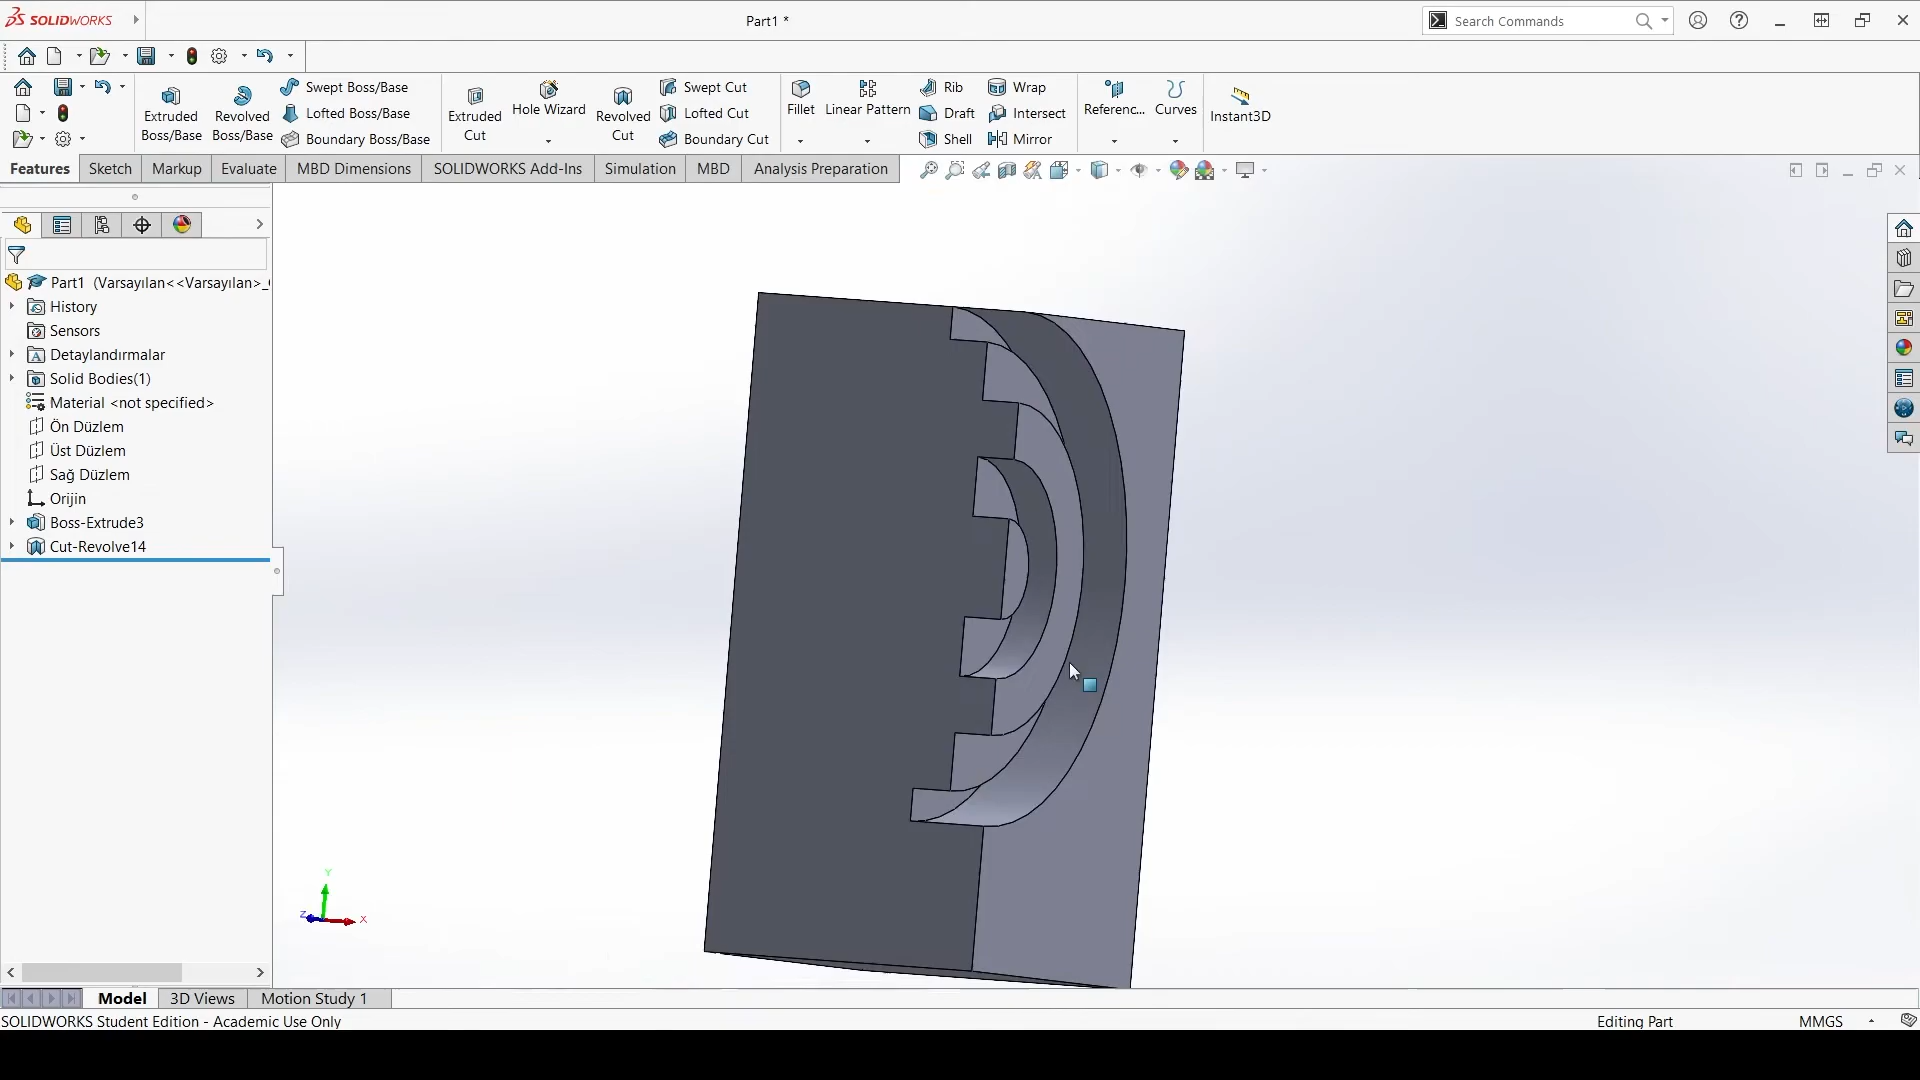 SOLIDWORKS
Part1 *
Search Commands
Extruded Boss/Base
Revolved Boss/Base
Swept Boss/Base
Lofted Boss/Base
Boundary Boss/Base
Extruded Cut
Hole Wizard
Revolved Cut
Swept Cut
Lofted Cut
Boundary Cut
Fillet
Linear Pattern
Rib
Draft
Shell
Wrap
Intersect
Mirror
Referenc...
Curves
Instant3D
Features
Sketch
Markup
Evaluate
MBD Dimensions
SOLIDWORKS Add-Ins
Simulation
MBD
Analysis Preparation
Part1 (Varsayılan<<Varsayılan>_
History
Sensors
Detaylandırmalar
Solid Bodies(1)
Material <not specified>
Ön Düzlem
Üst Düzlem
Sağ Düzlem
Orijin
Boss-Extrude3
Cut-Revolve14
Y
Z
X
Model
3D Views
Motion Study 1
SOLIDWORKS Student Edition - Academic Use Only
Editing Part
MMGS